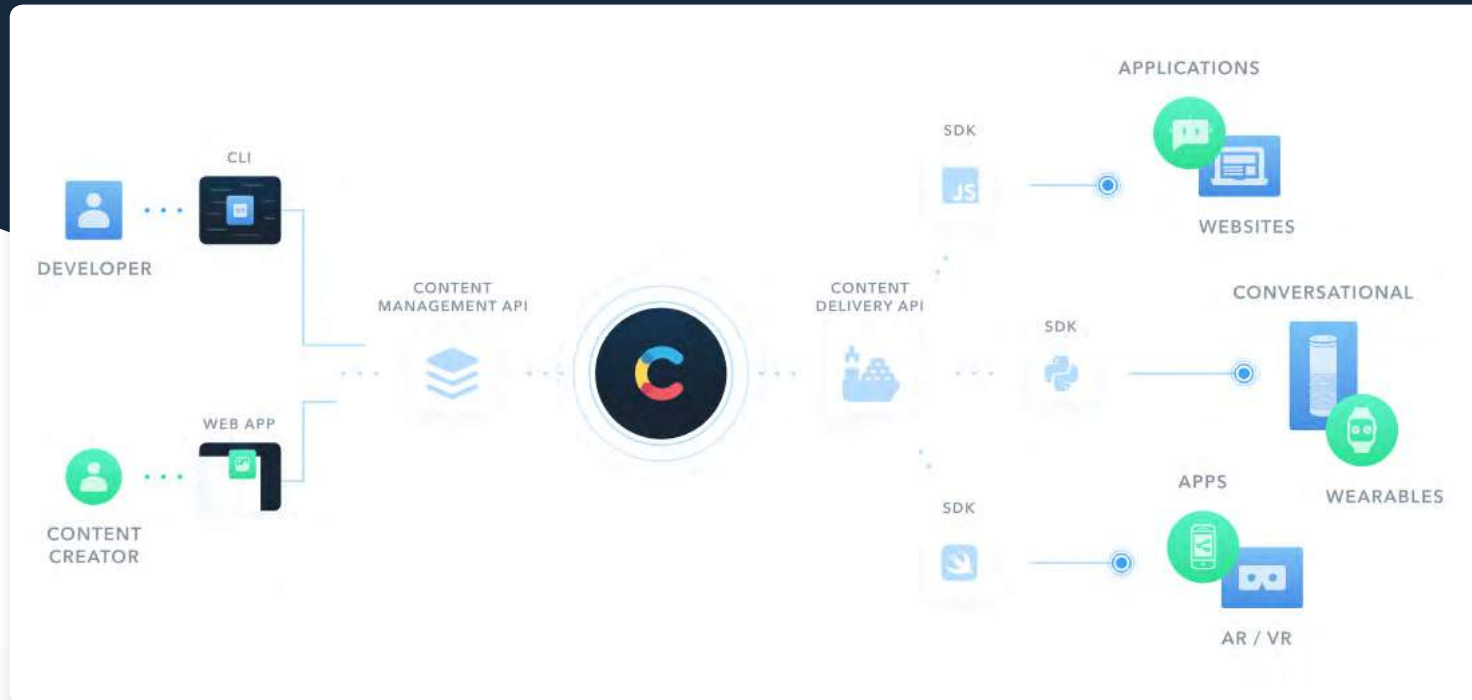 APPLICATIONS
SDK
JS
WEBSITES
CLI
DEVELOPER
CONTENT
MANAGEMENT API
CONTENT
DELIVERY API
CONVERSATIONAL
SDK
WEARABLES
WEB APP
CONTENT
CREATOR
SDK
APPS
AR / VR